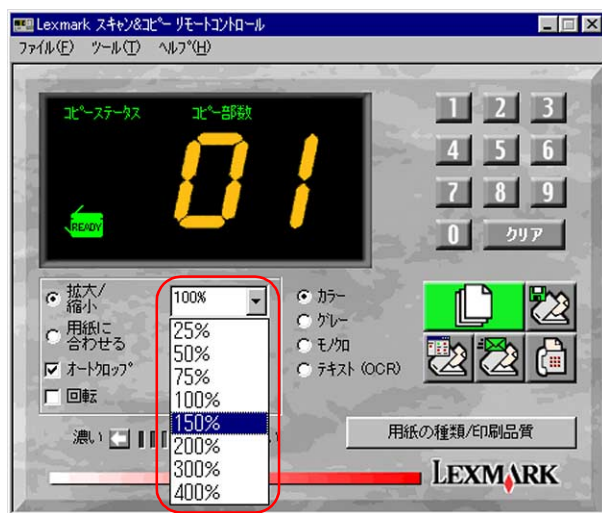 Lexmark スキャン&コピー リモートコントロール
ファイル(F) ツール(T) ヘルプ(H)
コピーステータス コピー部数
01
READY
1 2 3
4 5 6
7 8 9
0 クリア
拡大/
縮小
100%
用紙に
合わせる
オートクロップ
回転
25%
50%
75%
100%
150%
200%
300%
400%
カラー
グレー
モノクロ
テキスト (OCR)
濃い
い
用紙の種類/印刷品質
LEXMARK